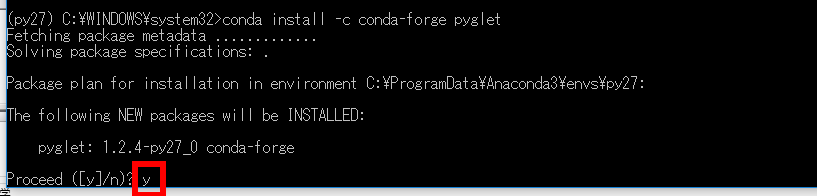 (py27) C:¥WINDOWS¥system32>conda install -c conda-forge pyglet
Fetching package metadata .............
Solving package specifications: .
Package plan for installation in environment C:¥ProgramData¥Anaconda3¥envs¥py27:
The following NEW packages will be INSTALLED:
pyglet: 1.2.4-py27_0 conda-forge
Proceed ([y]/n)? y